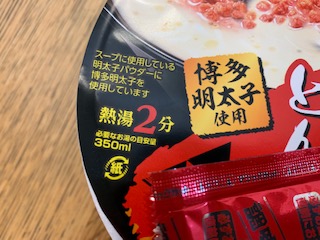 スープに使用している
明太子パウダーに
博多明太子を
使用しています
博多
明太子
使用
熱湯2分
必要なお湯の目安量
350ml
紙